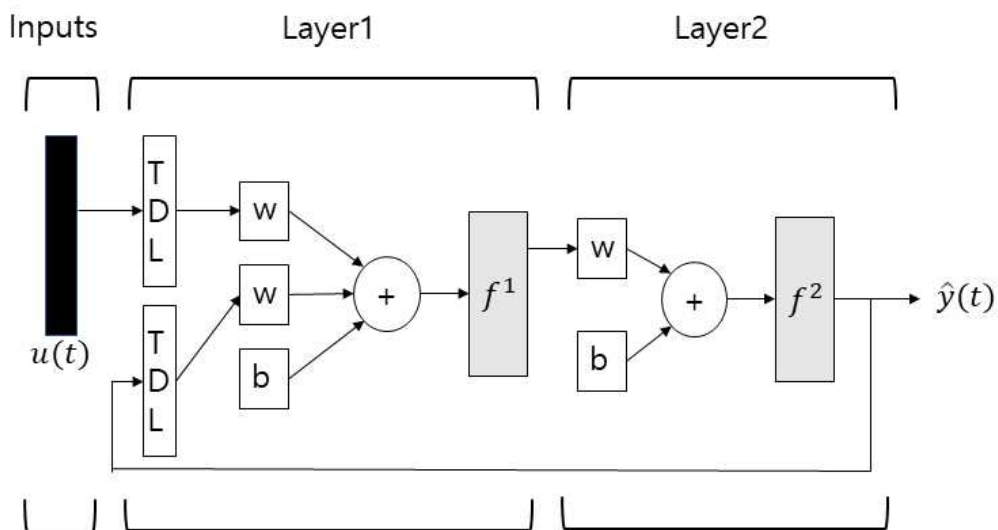 Inputs
Layer1
Layer2
T
D
L
w
w
b
+
f¹
w
b
+
f²
ŷ(t)
u(t)
T
D
L